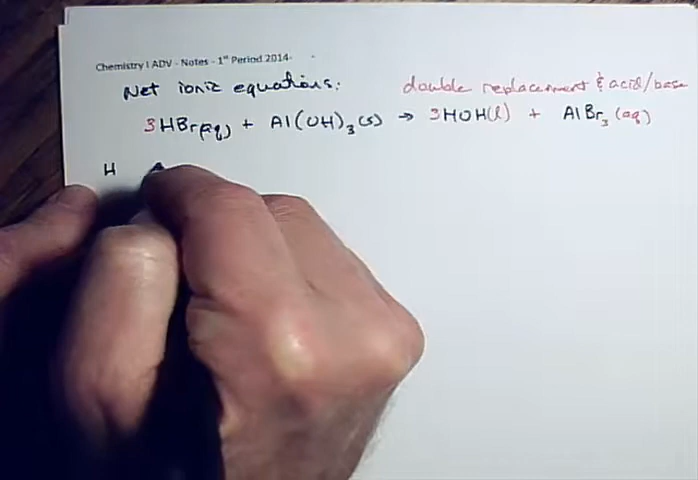 Chemistry I ADV - Notes - 1st Period 2014-
Net ionic equations: double replacement & acid/base
3HBr(aq) + Al(OH)3(s) → 3HOH(l) + AlBr3(aq)
H